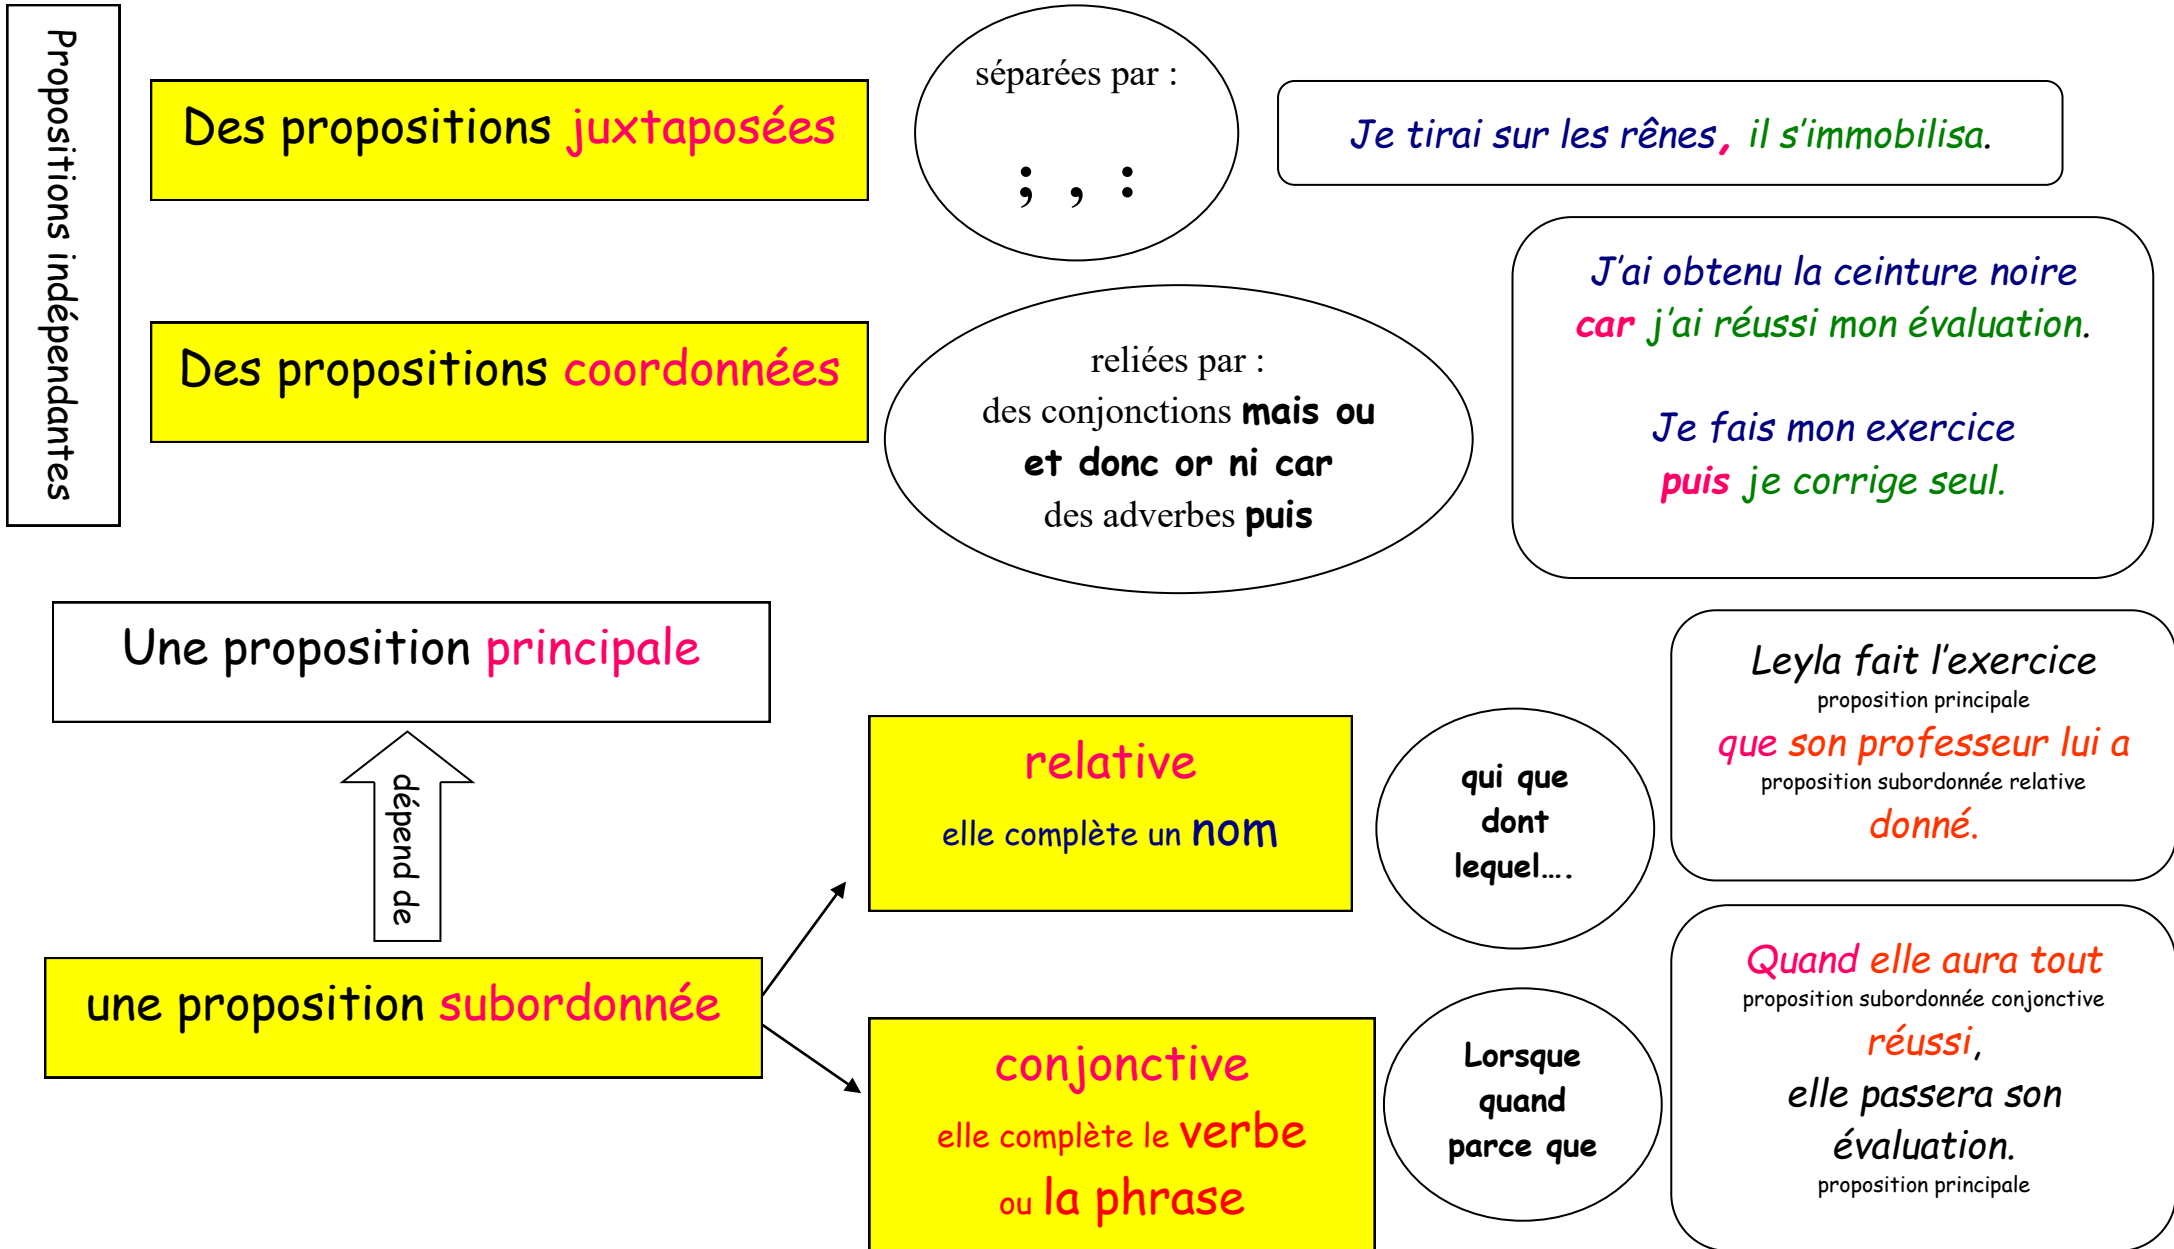 Propositions indépendantes
Des propositions juxtaposées
séparées par :
; , :
Je tirai sur les rênes, il s’immobilisa.
Des propositions coordonnées
reliées par :
des conjonctions mais ou
et donc or ni car
des adverbes puis
J’ai obtenu la ceinture noire
car j’ai réussi mon évaluation.
Je fais mon exercice
puis je corrige seul.
Une proposition principale
dépend de
une proposition subordonnée
relative
elle complète un nom
qui que
dont
lequel….
Leyla fait l’exercice
proposition principale
que son professeur lui a
proposition subordonnée relative
donné.
conjonctive
elle complète le verbe
ou la phrase
Lorsque
quand
parce que
Quand elle aura tout
proposition subordonnée conjonctive
réussi,
elle passera son
évaluation.
proposition principale